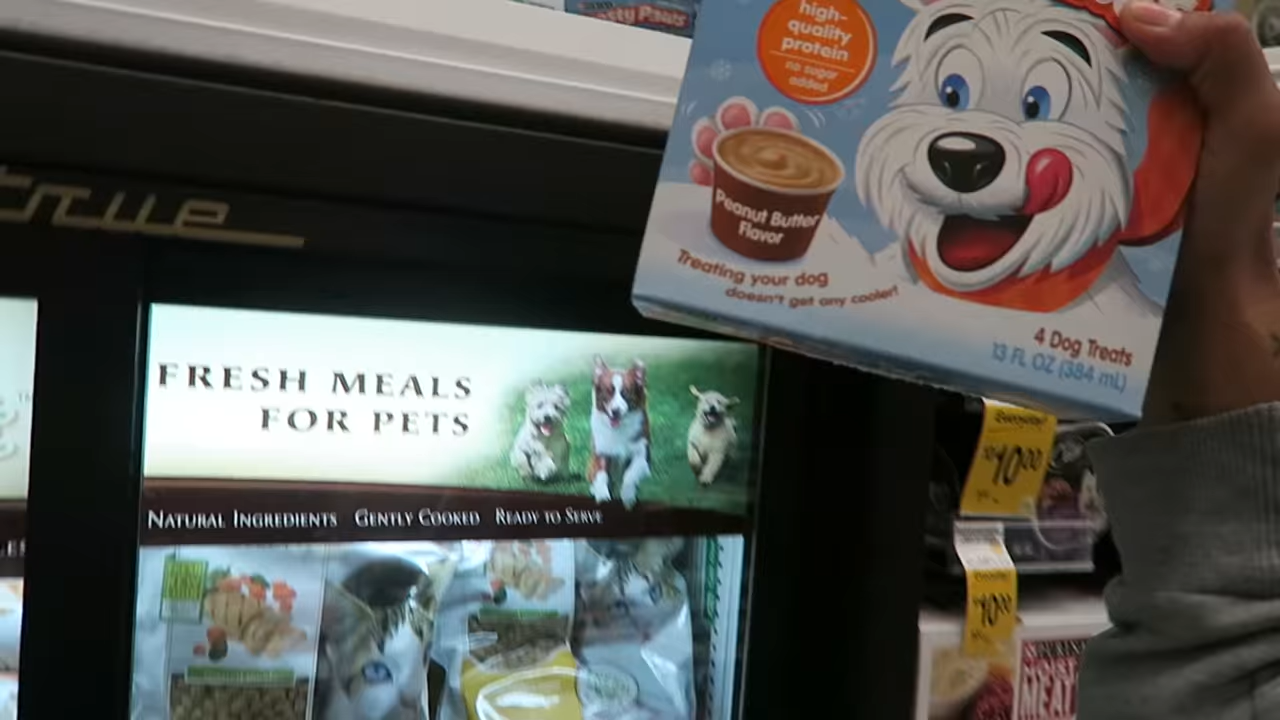 high-
quality
protein
no sugar
added
Peanut Butter
Flavor
Treating your dog
doesn't get any cooler!
4 Dog Treats
13 FL OZ (384 mL)
true
FRESH MEALS
FOR PETS
NATURAL INGREDIENTS GENTLY COOKED READY TO SERVE
$10.00
$10.00
MEAT